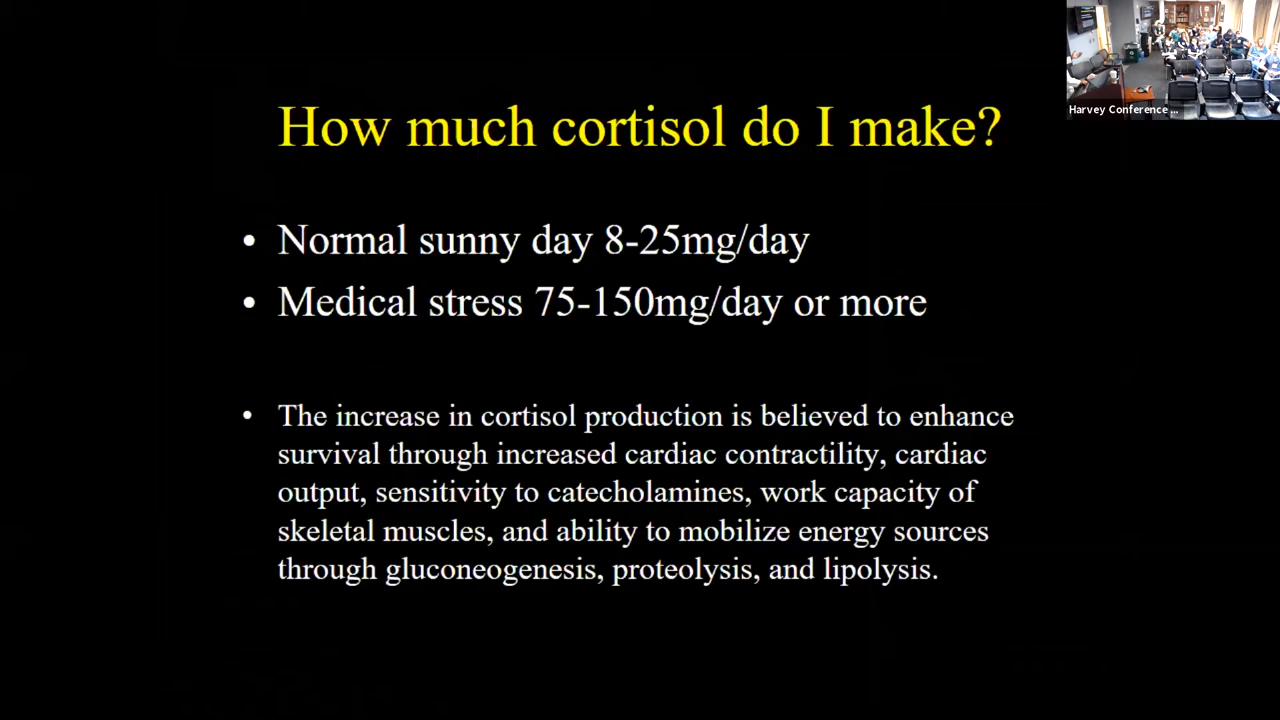 How much cortisol do I make?
• Normal sunny day 8-25mg/day
• Medical stress 75-150mg/day or more
• The increase in cortisol production is believed to enhance
survival through increased cardiac contractility, cardiac
output, sensitivity to catecholamines, work capacity of
skeletal muscles, and ability to mobilize energy sources
through gluconeogenesis, proteolysis, and lipolysis.
Harvey Conference ...